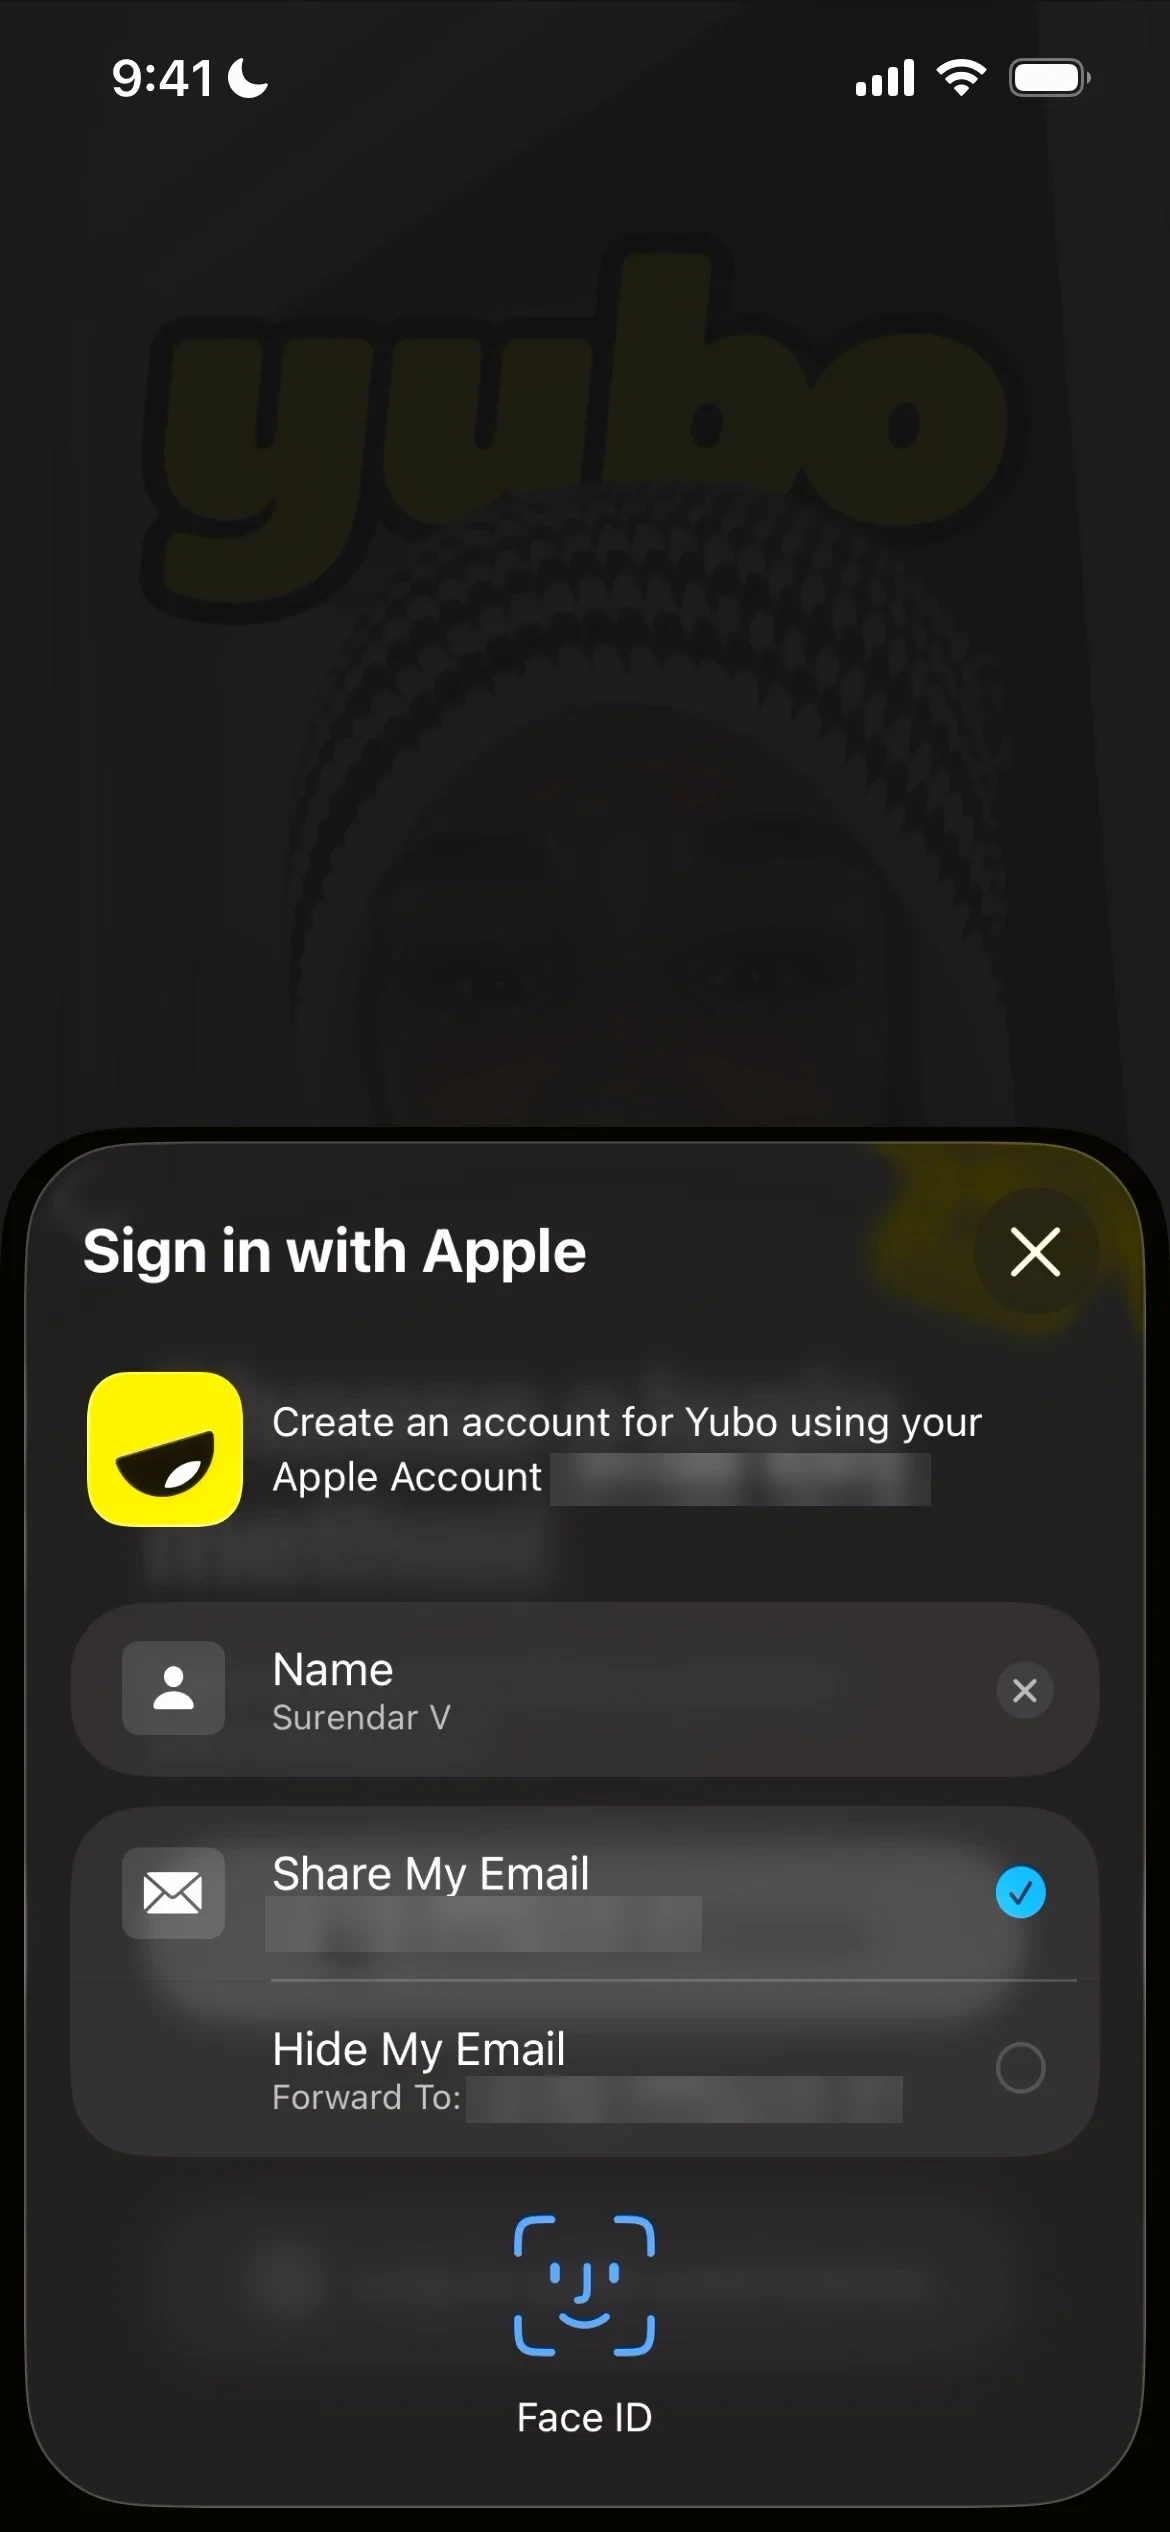 9:41
yubo
Sign in with Apple
Create an account for Yubo using your
Apple Account
Name
Surendar V
Share My Email
Hide My Email
Forward To:
Face ID